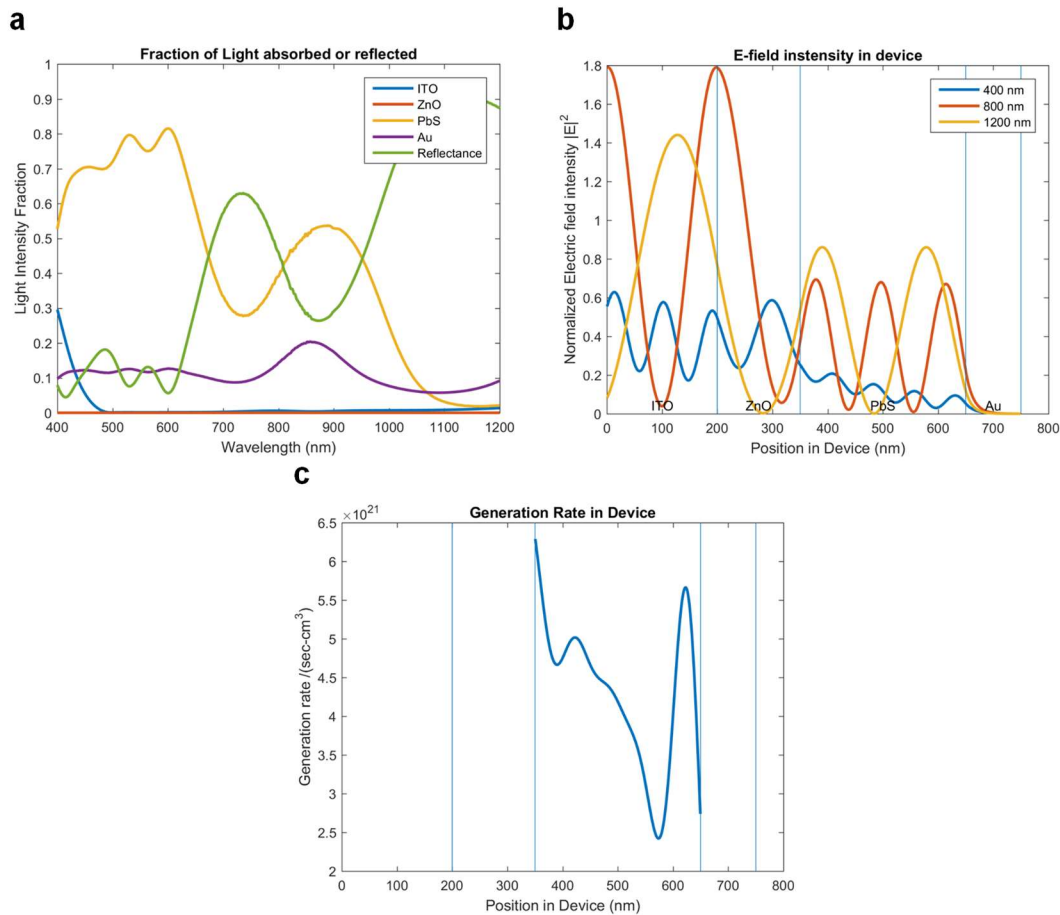 a
Fraction of Light absorbed or reflected
1
0.9
0.8
0.7
0.6
0.5
0.4
0.3
0.2
0.1
0
Light Intensity Fraction
ITO
ZnO
PbS
Au
Reflectance
400 500 600 700 800 900 1000 1100 1200
Wavelength (nm)
b
E-field instensity in device
1.8
1.6
1.4
1.2
1
0.8
0.6
0.4
0.2
0
Normalized Electric field intensity |E|²
400 nm
800 nm
1200 nm
ITO ZnO PbS Au
0 100 200 300 400 500 600 700 800
Position in Device (nm)
c
×10²¹
Generation Rate in Device
6.5
6
5.5
5
4.5
4
3.5
3
2.5
2
Generation rate /(sec-cm³)
0 100 200 300 400 500 600 700 800
Position in Device (nm)